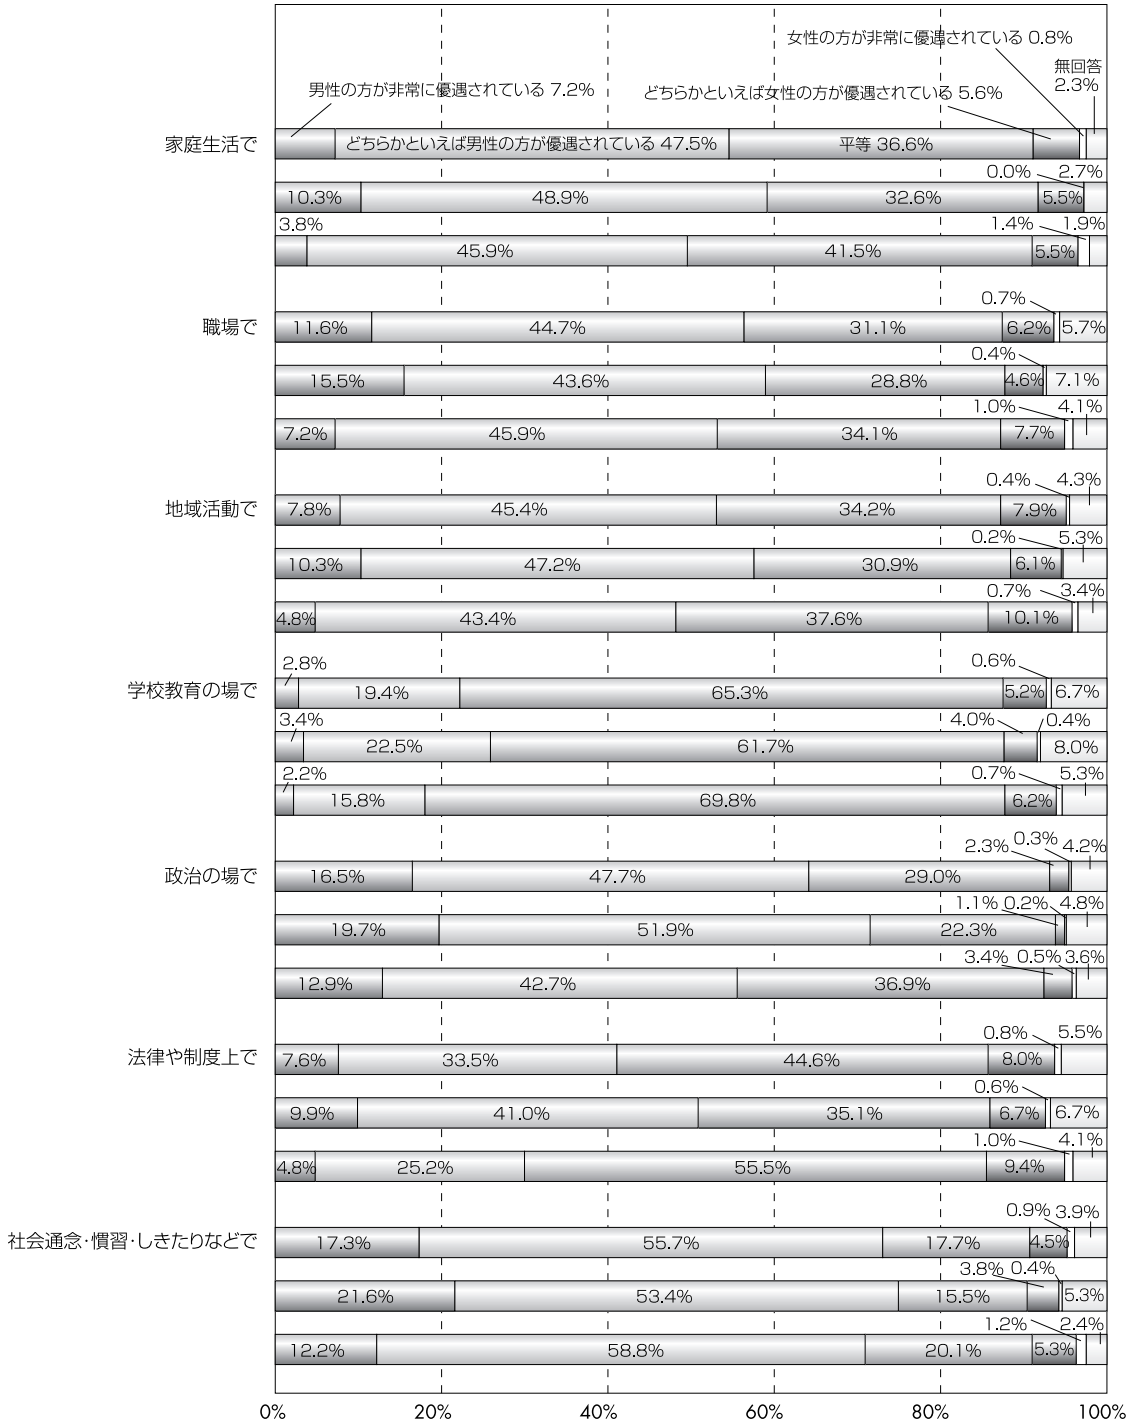 女性の方が非常に優遇されている 0.8%
無回答
2.3%
男性の方が非常に優遇されている 7.2%
どちらかといえば女性の方が優遇されている 5.6%
家庭生活で
どちらかといえば男性の方が優遇されている 47.5%
平等 36.6%
0.0% 2.7%
10.3% 48.9% 32.6% 5.5%
3.8% 1.4% 1.9%
45.9% 41.5% 5.5%
0.7%
職場で 11.6% 44.7% 31.1% 6.2% 5.7%
0.4%
15.5% 43.6% 28.8% 4.6% 7.1%
1.0% 4.1%
7.2% 45.9% 34.1% 7.7%
0.4% 4.3%
地域活動で 7.8% 45.4% 34.2% 7.9%
0.2% 5.3%
10.3% 47.2% 30.9% 6.1%
0.7% 3.4%
4.8% 43.4% 37.6% 10.1%
2.8% 0.6%
学校教育の場で 19.4% 65.3% 5.2% 6.7%
3.4% 4.0% 0.4%
22.5% 61.7% 8.0%
2.2% 0.7% 5.3%
15.8% 69.8% 6.2%
2.3% 0.3% 4.2%
政治の場で 16.5% 47.7% 29.0%
1.1% 0.2% 4.8%
19.7% 51.9% 22.3%
3.4% 0.5% 3.6%
12.9% 42.7% 36.9%
0.8% 5.5%
法律や制度上で 7.6% 33.5% 44.6% 8.0%
0.6%
9.9% 41.0% 35.1% 6.7% 6.7%
1.0% 4.1%
4.8% 25.2% 55.5% 9.4%
0.9% 3.9%
社会通念・慣習・しきたりなどで 17.3% 55.7% 17.7% 4.5%
3.8% 0.4%
21.6% 53.4% 15.5% 5.3%
1.2% 2.4%
12.2% 58.8% 20.1% 5.3%
0% 20% 40% 60% 80% 100%